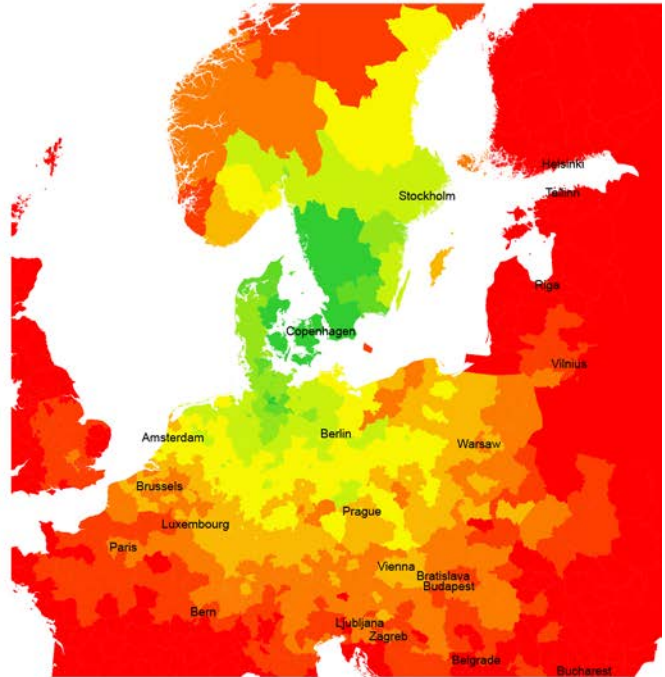 Helsinki
Tellinn
Stockholm
Riga
Copenhagen
Vilnius
Amsterdam
Berlin
Warsaw
Brussels
Prague
Luxembourg
Paris
Vienna
Bratislava
Budapest
Bern
Ljubljana
Zagreb
Belgrade
Bucharest